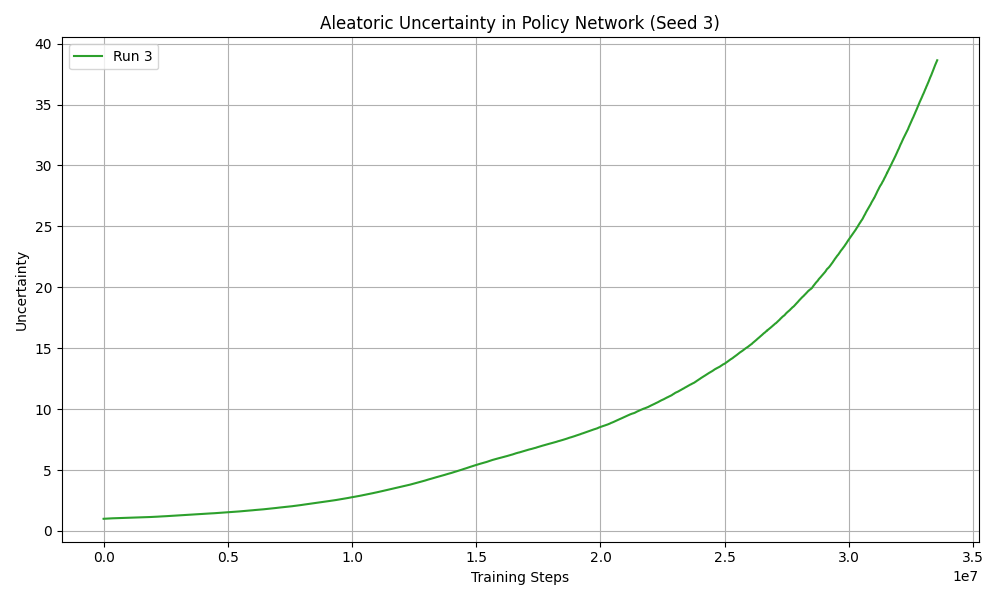 Aleatoric Uncertainty in Policy Network (Seed 3)
Run 3
Uncertainty
40
35
30
25
20
15
10
5
0
0.0 0.5 1.0 1.5 2.0 2.5 3.0 3.5
1e7
Training Steps